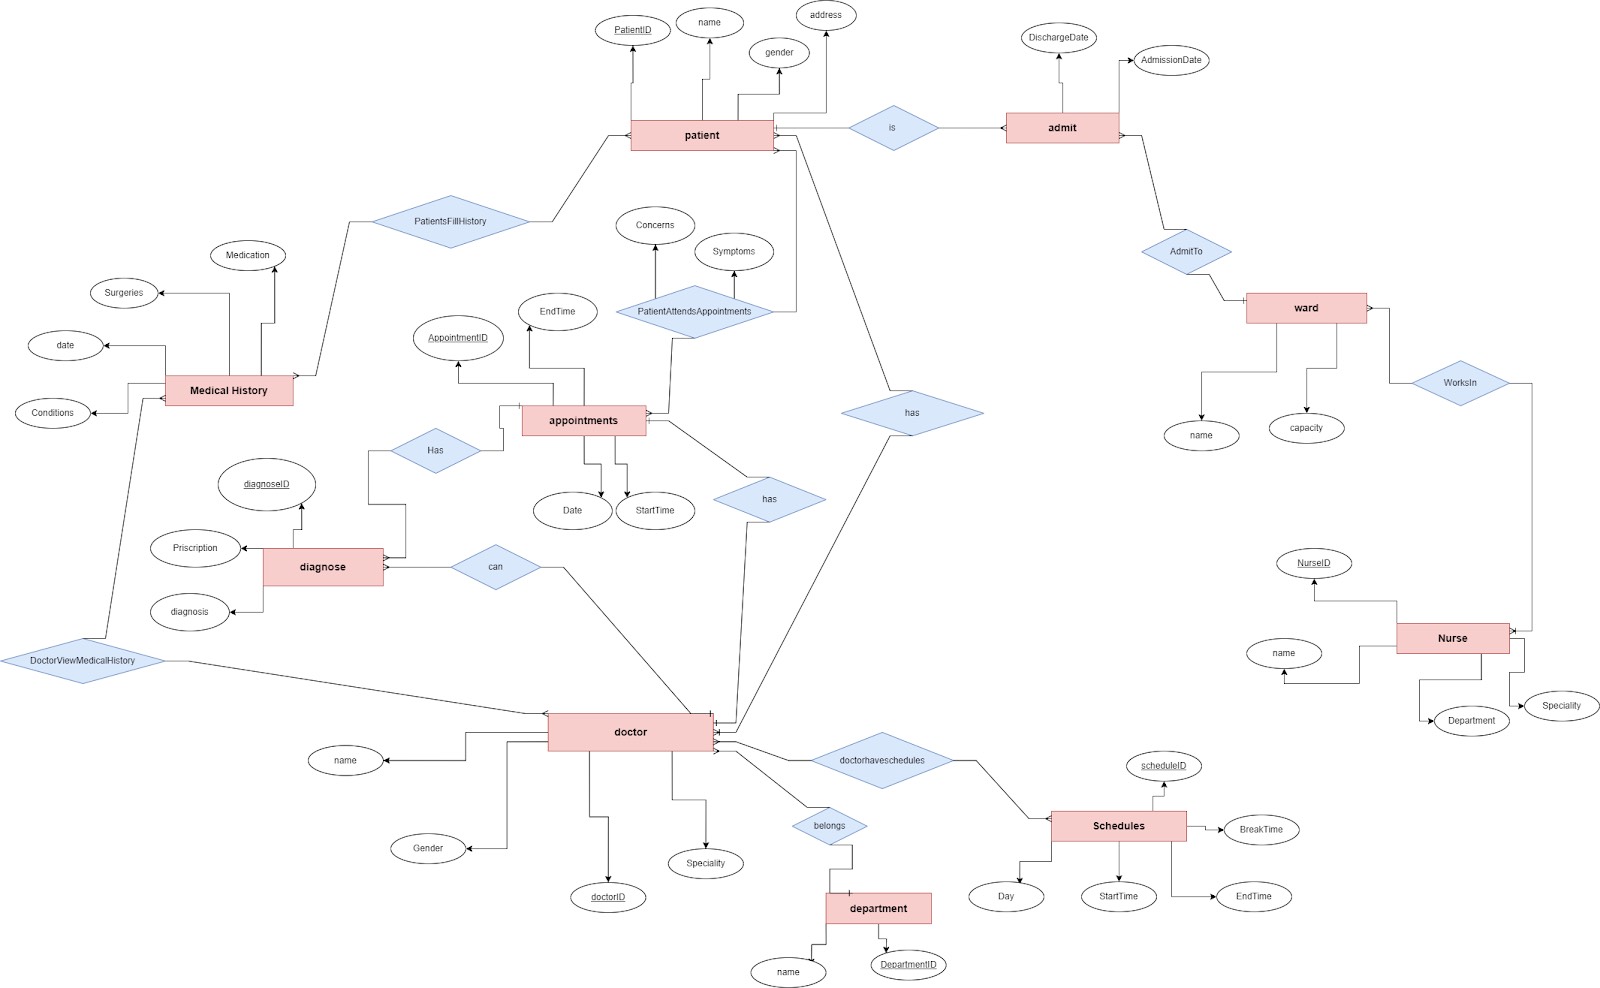 address
name
PatientID
DischargeDate
gender
AdmissionDate
patient
is
admit
PatientsFillHistory
Concerns
Symptoms
AdmitTo
Medication
Surgeries
EndTime
PatientAttendsAppointments
ward
AppointmentID
date
Medical History
WorksIn
Conditions
appointments
has
capacity
name
Has
diagnoseID
has
Date
StartTime
Priscription
diagnose
can
NurseID
diagnosis
Nurse
name
DoctorViewMedicalHistory
Speciality
Department
doctor
name
doctorhaveschedules
scheduleID
belongs
Schedules
BreakTime
Gender
Speciality
doctorID
Day
StartTime
EndTime
department
name
DepartmentID